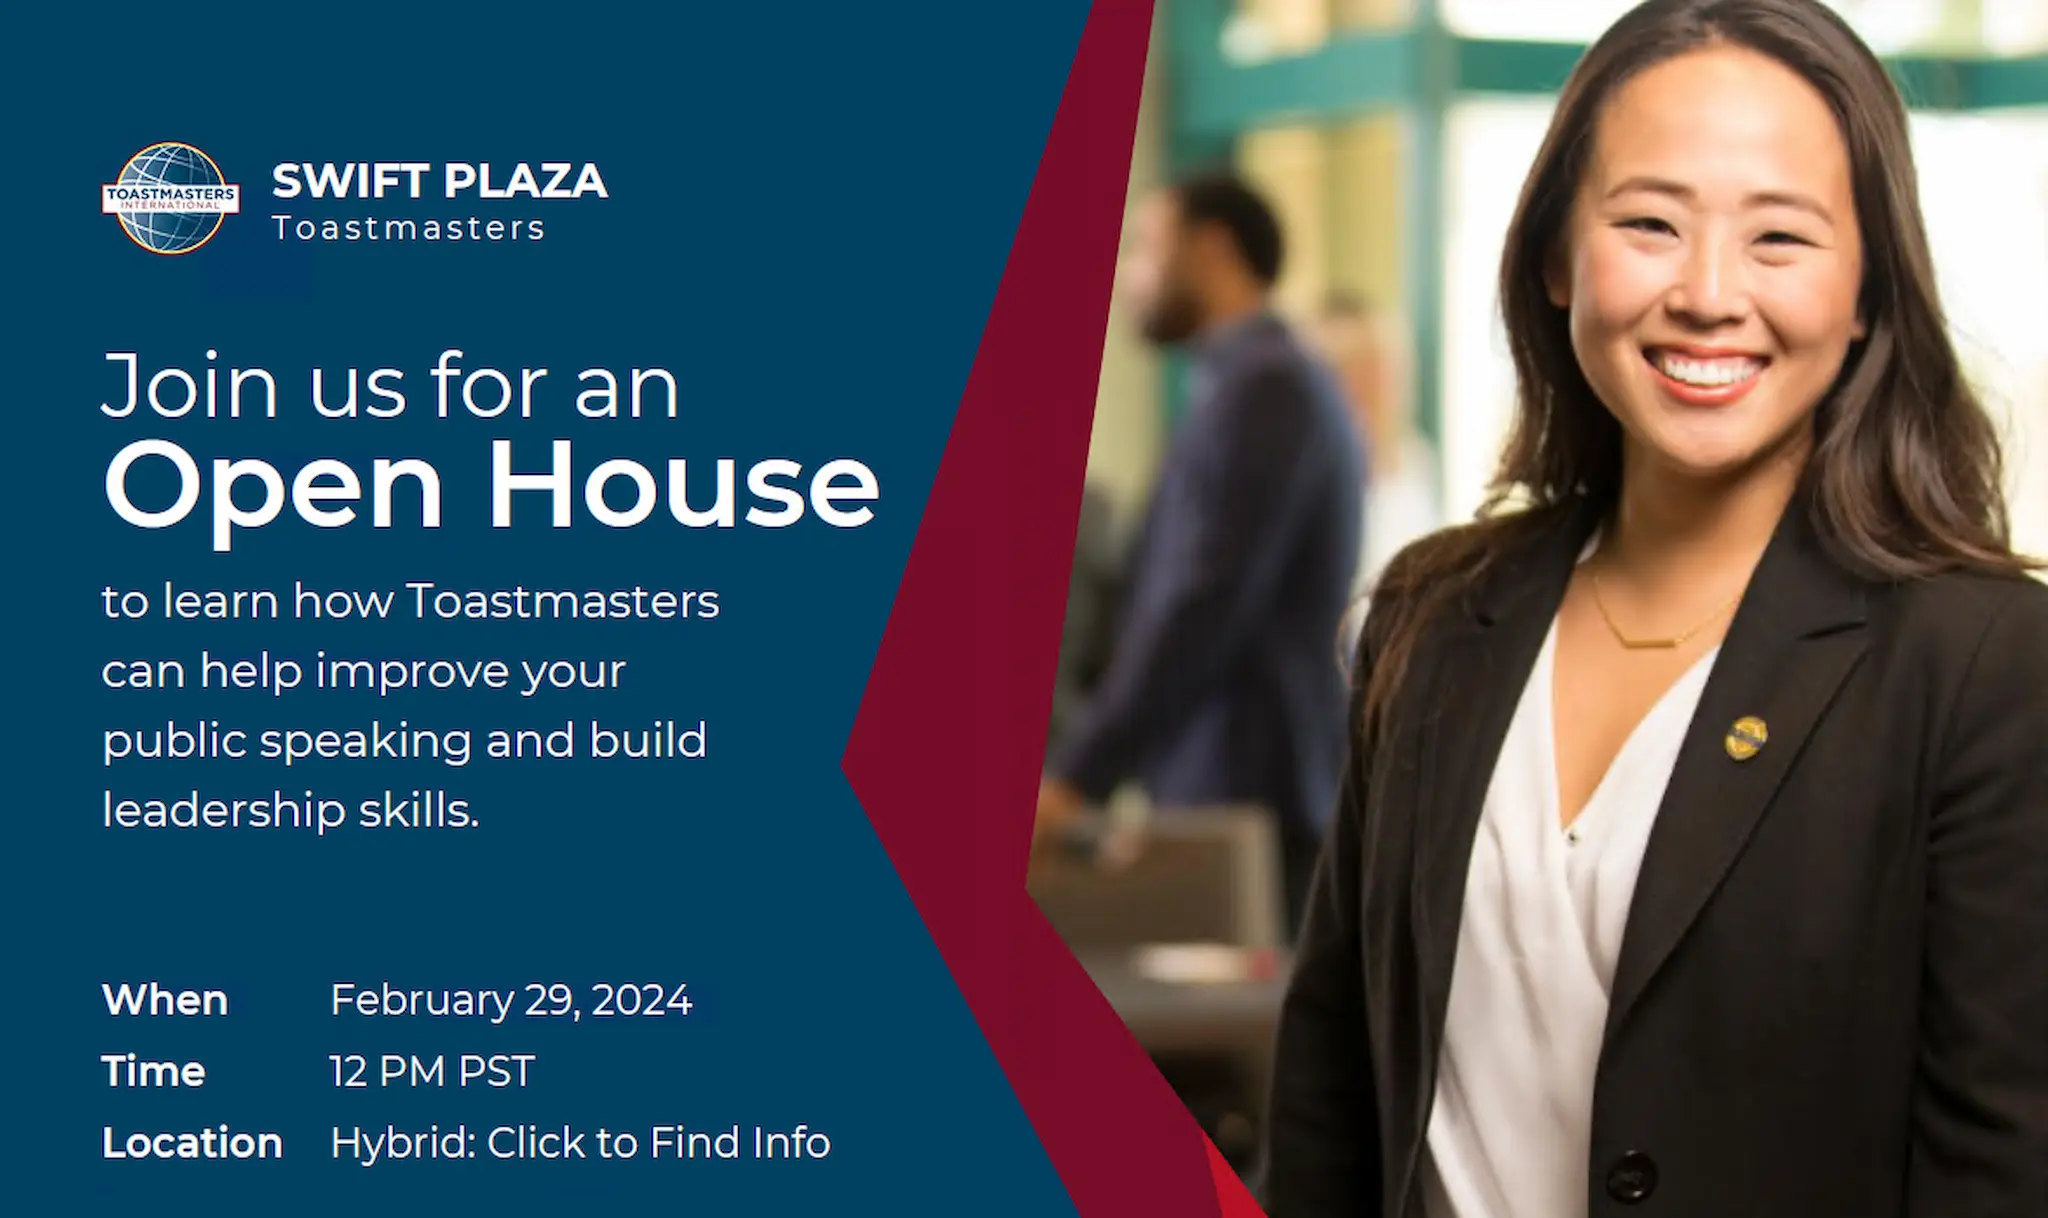 TOASTMASTERS
INTERNATIONAL
SWIFT PLAZA
Toastmasters
Join us for an
Open House
to learn how Toastmasters
can help improve your
public speaking and build
leadership skills.
When February 29, 2024
Time 12 PM PST
Location Hybrid: Click to Find Info